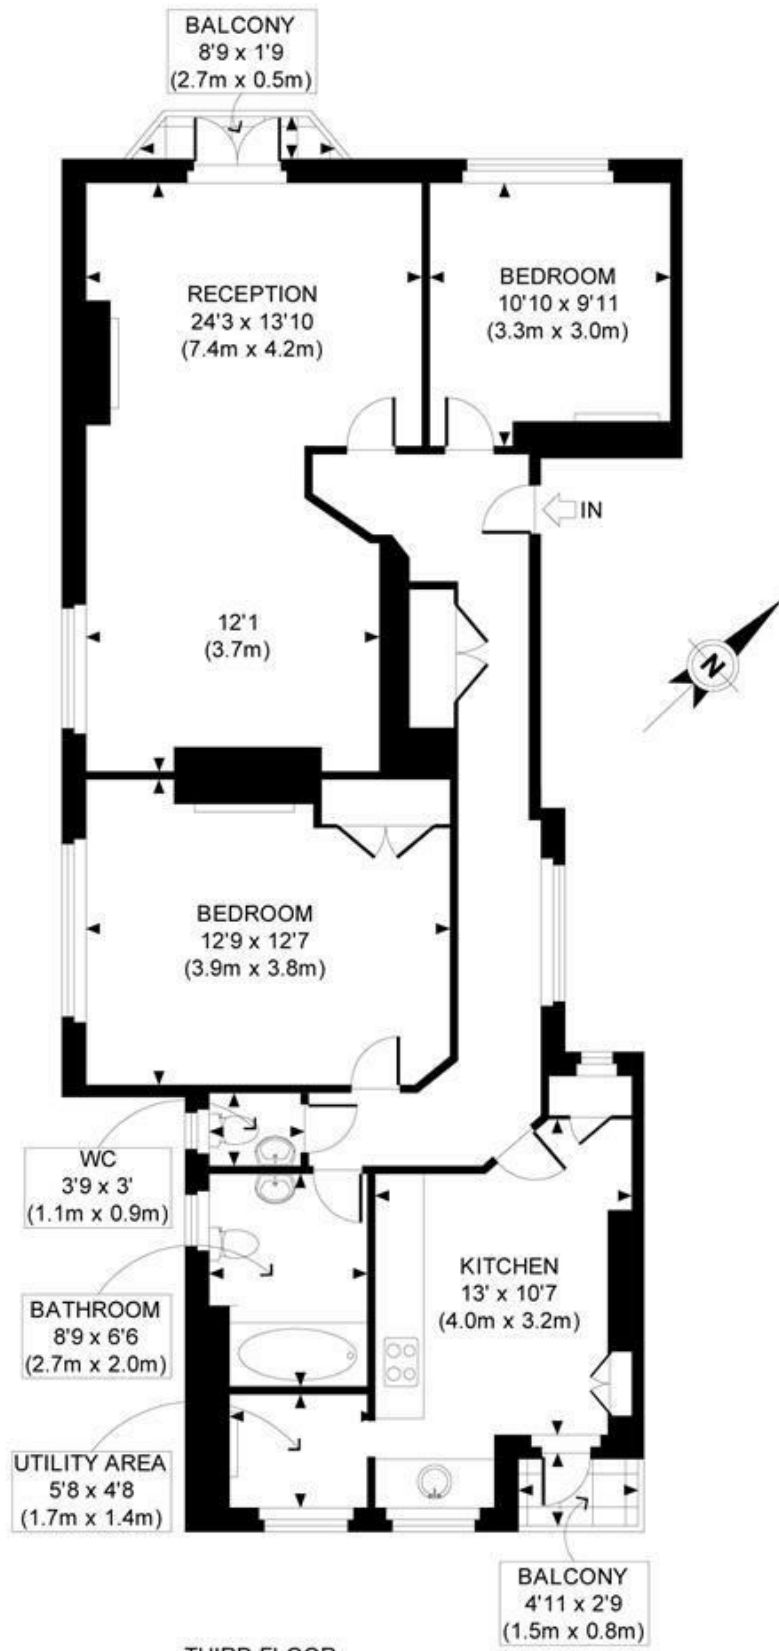 BALCONY
8'9 x 1'9
(2.7m x 0.5m)
RECEPTION
24'3 x 13'10
(7.4m x 4.2m)
BEDROOM
10'10 x 9'11
(3.3m x 3.0m)
IN
12'1
(3.7m)
N
BEDROOM
12'9 x 12'7
(3.9m x 3.8m)
WC
3'9 x 3'
(1.1m x 0.9m)
KITCHEN
13' x 10'7
(4.0m x 3.2m)
BATHROOM
8'9 x 6'6
(2.7m x 2.0m)
UTILITY AREA
5'8 x 4'8
(1.7m x 1.4m)
BALCONY
4'11 x 2'9
(1.5m x 0.8m)
THIRD FLOOR